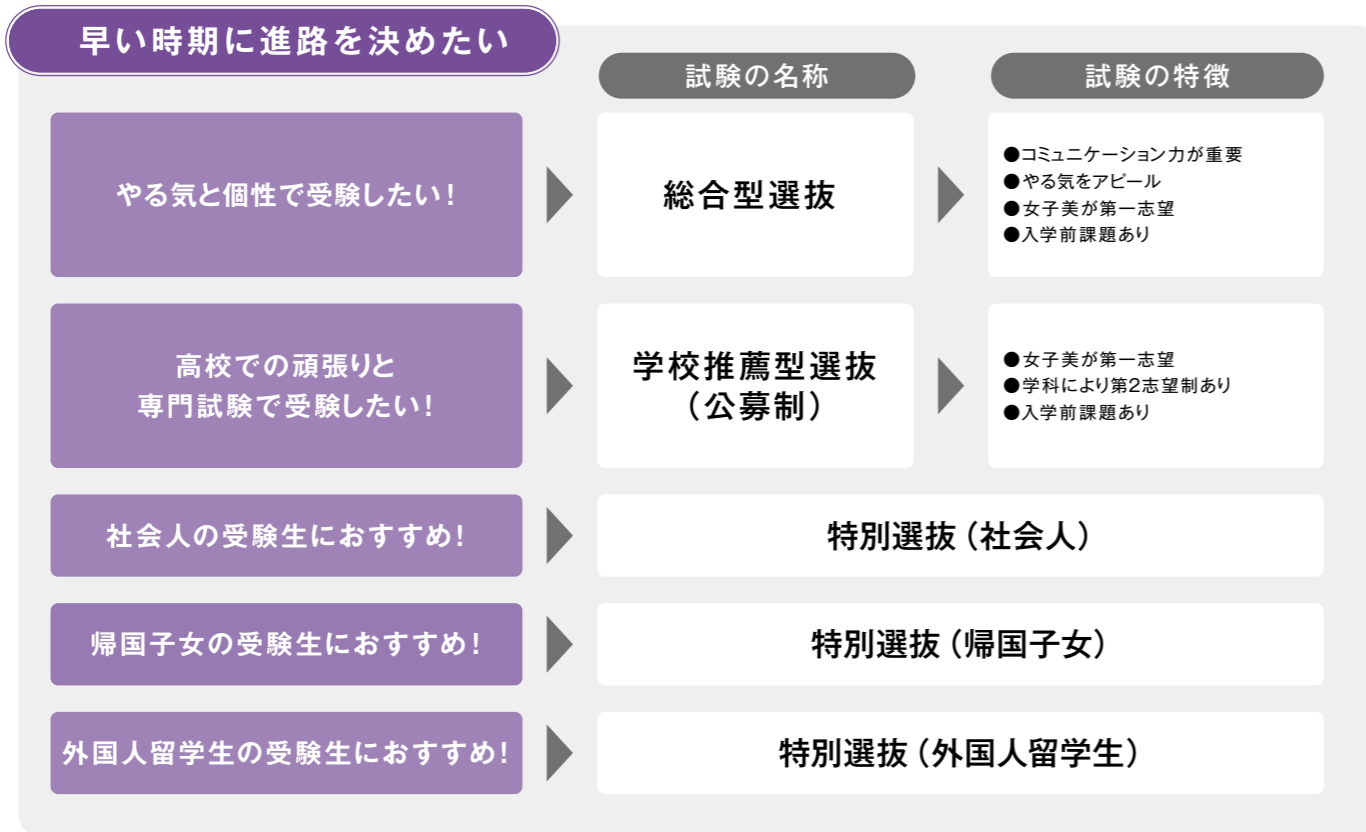 早い時期に進路を決めたい
試験の名称
試験の特徴
やる気と個性で受験したい！
総合型選抜
●コミュニケーション力が重要
●やる気をアピール
●女子美が第一志望
●入学前課題あり
高校での頑張りと
専門試験で受験したい！
学校推薦型選抜
（公募制）
●女子美が第一志望
●学科により第2志望制あり
●入学前課題あり
社会人の受験生におすすめ！
特別選抜（社会人）
帰国子女の受験生におすすめ！
特別選抜（帰国子女）
外国人留学生の受験生におすすめ！
特別選抜（外国人留学生）